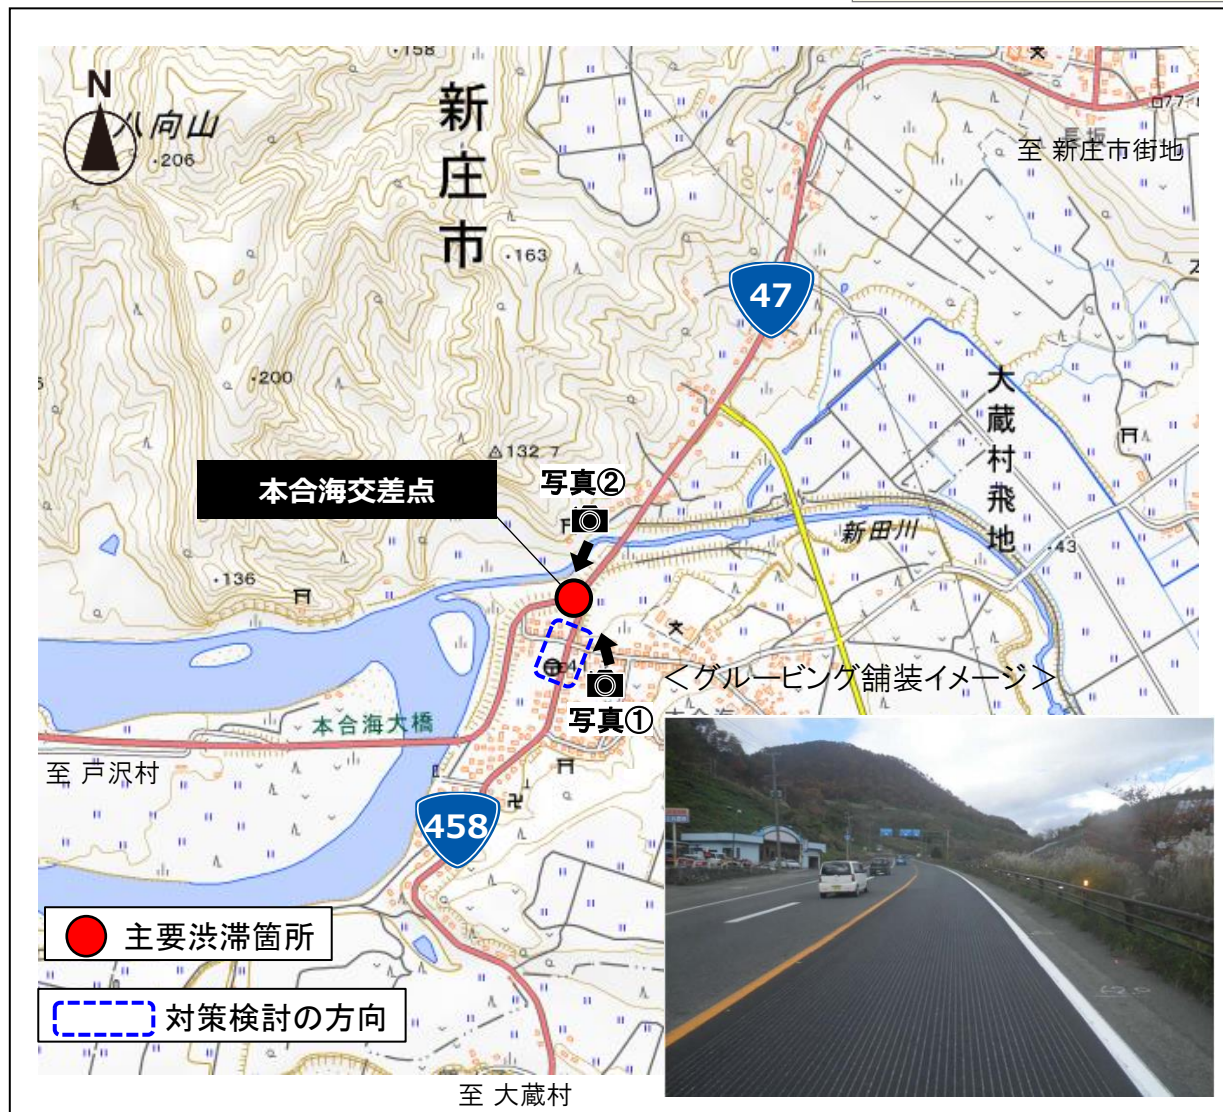 N
八向山
・206
・158
新庄市
・163
47
長坂
至 新庄市街地
・200
大蔵村飛地
132.7
本合海交差点
写真②
新田川
・43
・136
<グルービング舗装イメージ>
写真①
本合海大橋
至 戸沢村
458
主要渋滞箇所
対策検討の方向
至 大蔵村